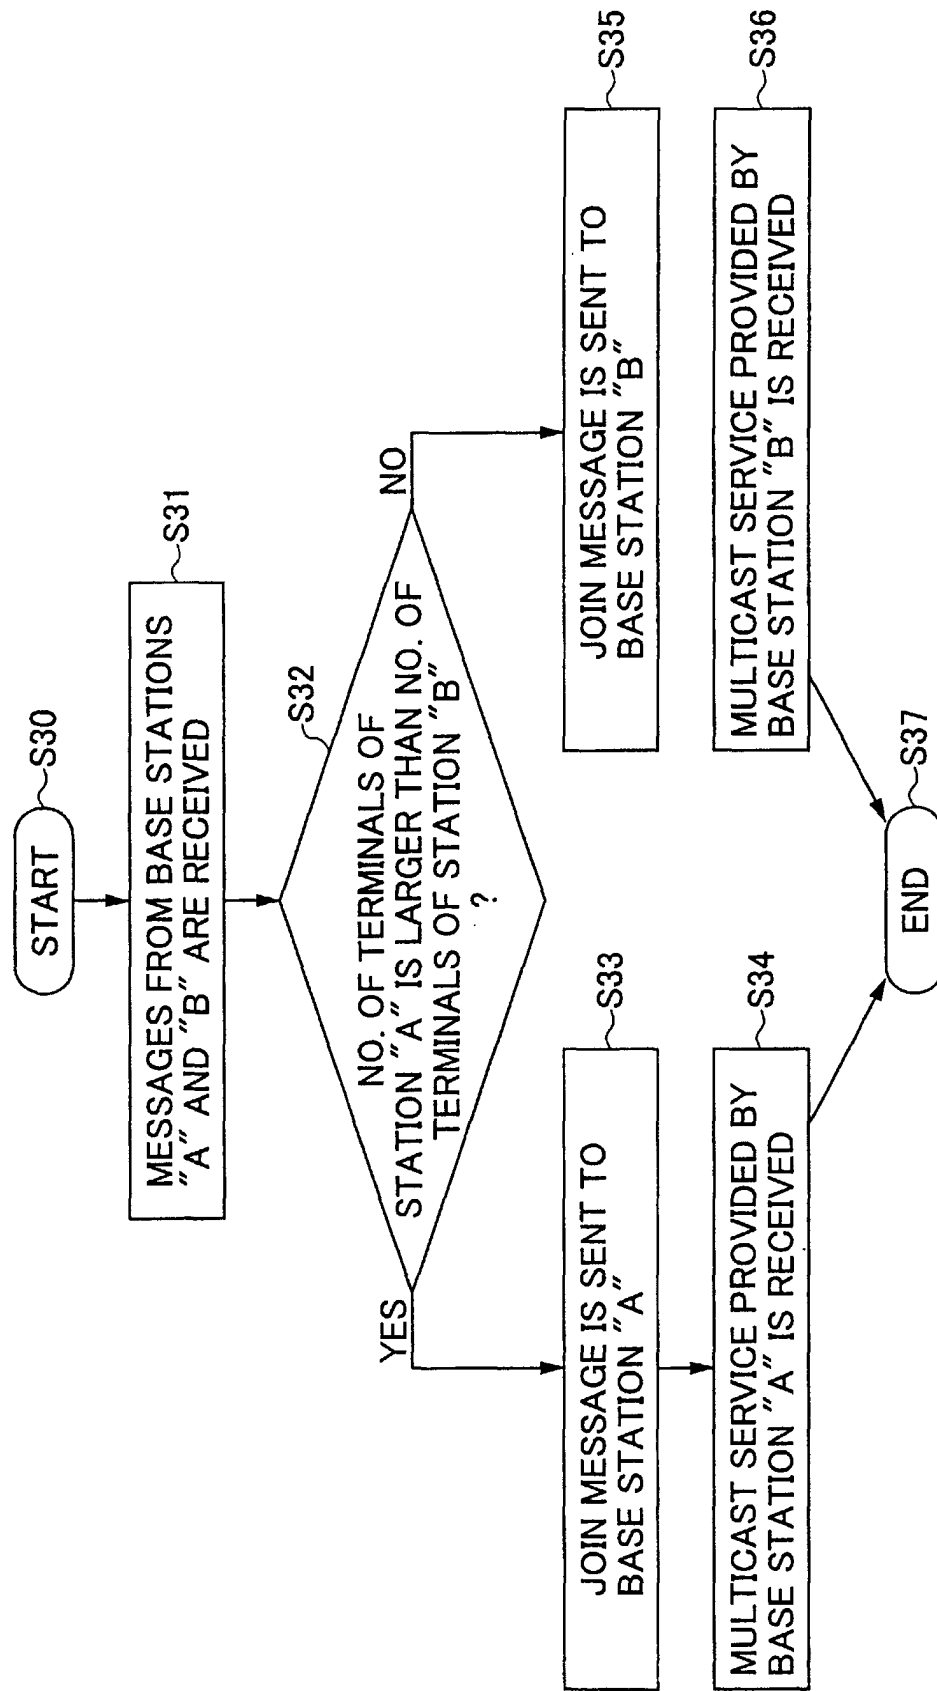 START
S30
MESSAGES FROM BASE STATIONS
"A" AND "B" ARE RECEIVED
S31
S32
NO. OF TERMINALS OF
STATION "A" IS LARGER THAN NO. OF
TERMINALS OF STATION "B"
?
YES
NO
JOIN MESSAGE IS SENT TO
BASE STATION "A"
S33
JOIN MESSAGE IS SENT TO
BASE STATION "B"
S35
MULTICAST SERVICE PROVIDED BY
BASE STATION "A" IS RECEIVED
S34
MULTICAST SERVICE PROVIDED BY
BASE STATION "B" IS RECEIVED
S36
END
S37